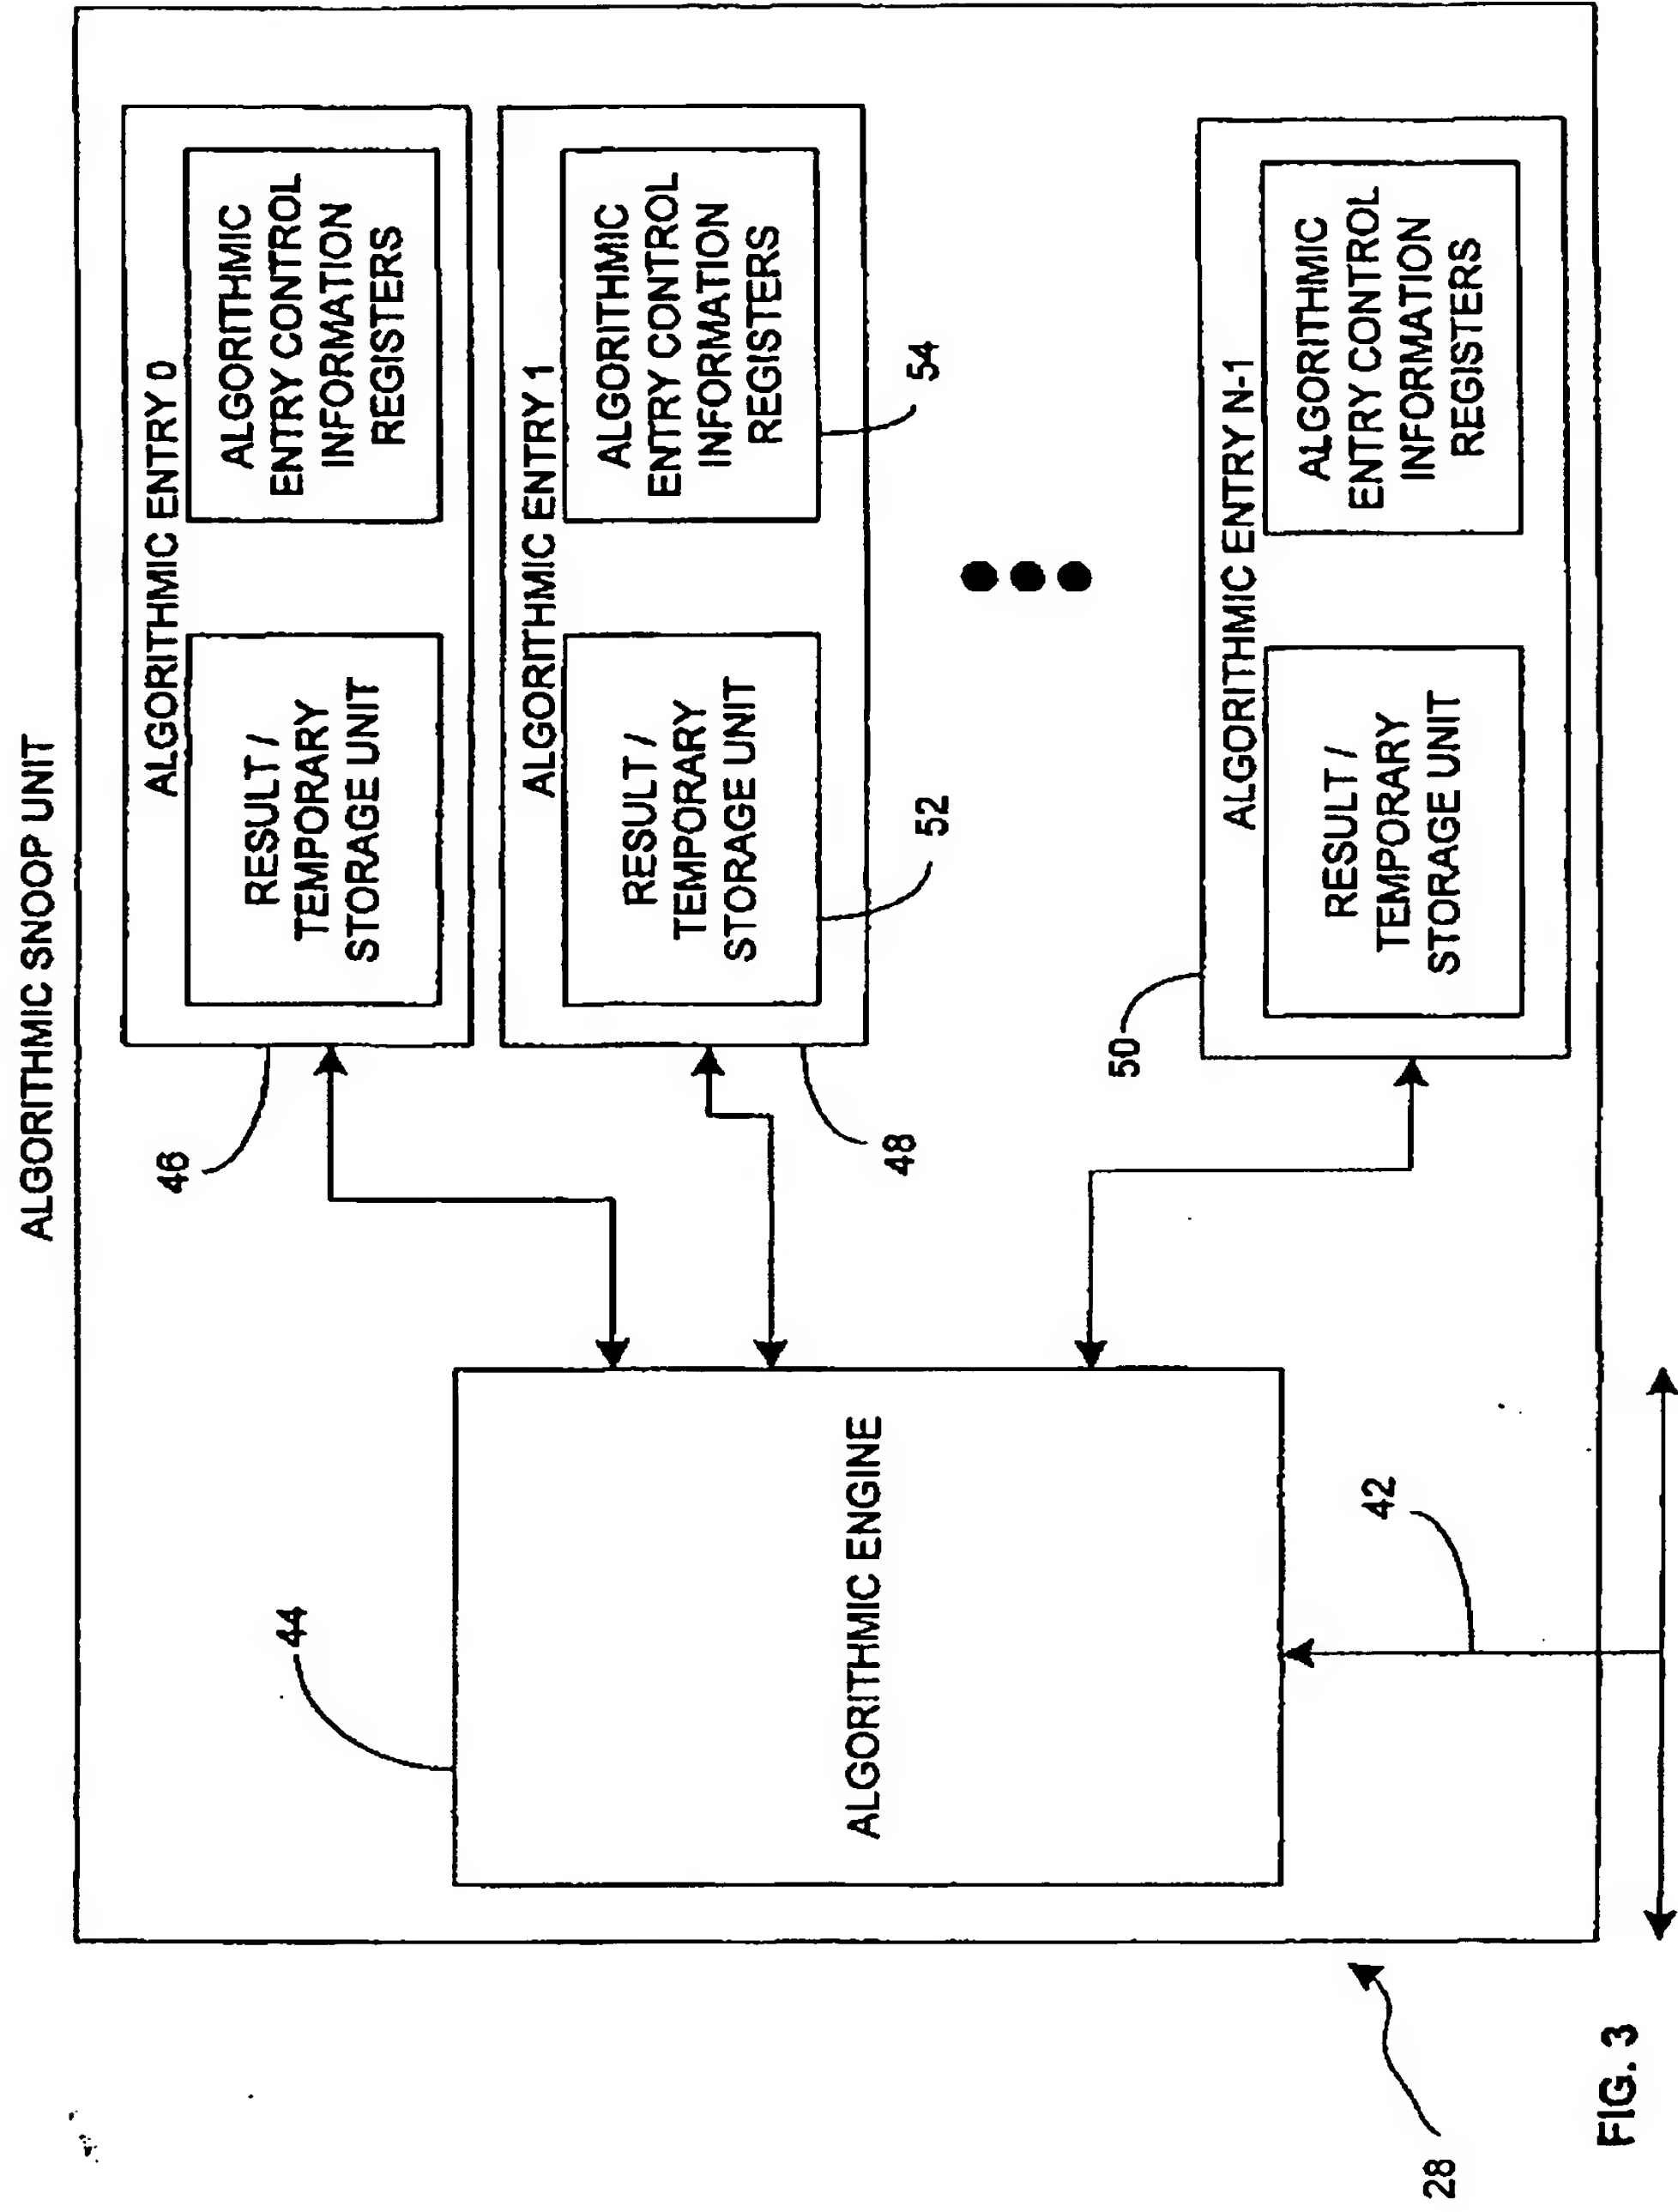 ALGORITHMIC SNOOP UNIT
44
ALGORITHMIC ENGINE
42
46
ALGORITHMIC ENTRY 0
RESULT /
TEMPORARY
STORAGE UNIT
ALGORITHMIC
ENTRY CONTROL
INFORMATION
REGISTERS
48
ALGORITHMIC ENTRY 1
RESULT /
TEMPORARY
STORAGE UNIT
52
ALGORITHMIC
ENTRY CONTROL
INFORMATION
REGISTERS
54
50
ALGORITHMIC ENTRY N-1
RESULT /
TEMPORARY
STORAGE UNIT
ALGORITHMIC
ENTRY CONTROL
INFORMATION
REGISTERS
28
FIG. 3